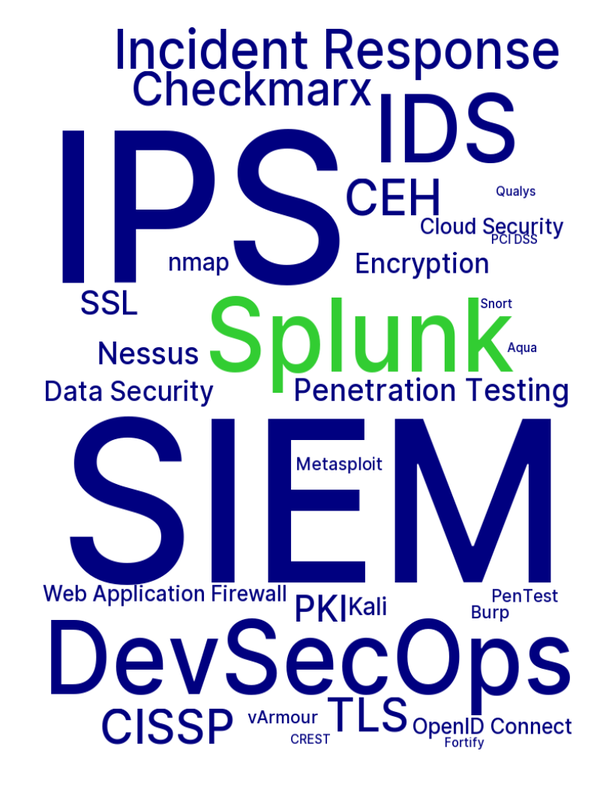 Incident Response
Checkmarx
IDS
IPS
CEH
Qualys
Cloud Security
PCI DSS
nmap
Encryption
SSL
Snort
Splunk
Nessus
Aqua
Data Security
Penetration Testing
SIEM
Metasploit
Web Application Firewall
PKI
Kali
PenTest
Burp
DevSecOps
CISSP
vArmour
TLS
OpenID Connect
CREST
Fortify